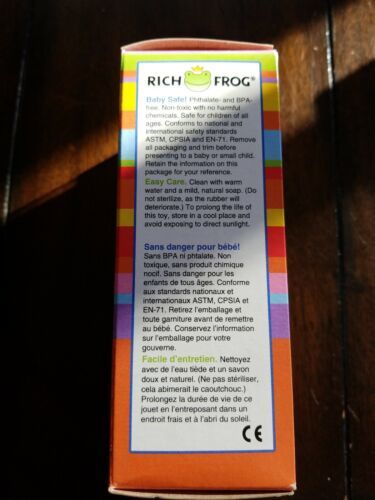 RICH FROG®
Baby Safe! Phthalate- and BPA-
free. Non-toxic with no harmful
chemicals. Safe for children of all
ages. Conforms to national and
international safety standards
ASTM, CPSIA and EN-71. Remove
all packaging and trim before
presenting to a baby or small child.
Retain the information on this
package for your reference.
Easy Care. Clean with warm
water and a mild, natural soap. (Do
not sterilize, as the rubber will
deteriorate.) To prolong the life of
this toy, store in a cool place and
avoid exposing to direct sunlight.
Sans danger pour bébé!
Sans BPA ni phtalate. Non
toxique, sans produit chimique
nocif. Sans danger pour les
enfants de tous âges. Conforme
aux standards nationaux et
internationaux ASTM, CPSIA et
EN-71. Retirez l'emballage et
toute garniture avant de remettre
au bébé. Conservez l'information
sur l'emballage pour votre
gouverne.
Facile d'entretien. Nettoyez
avec de l'eau tiède et un savon
doux et naturel. (Ne pas stériliser,
cela abimerait le caoutchouc.)
Prolongez la durée de vie de ce
jouet en l'entreposant dans un
endroit frais et à l'abri du soleil.
CE